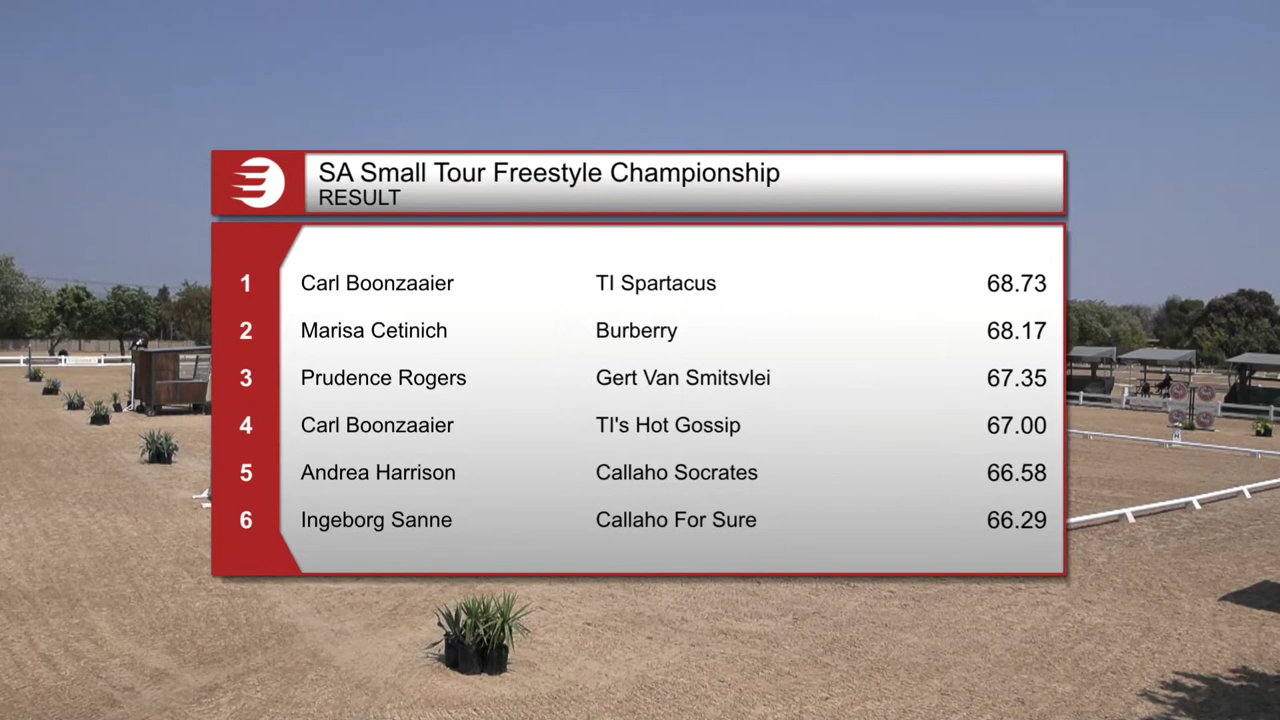 SA Small Tour Freestyle Championship
RESULT
1 Carl Boonzaaier TI Spartacus 68.73
2 Marisa Cetinich Burberry 68.17
3 Prudence Rogers Gert Van Smitsvlei 67.35
4 Carl Boonzaaier TI's Hot Gossip 67.00
5 Andrea Harrison Callaho Socrates 66.58
6 Ingeborg Sanne Callaho For Sure 66.29
H